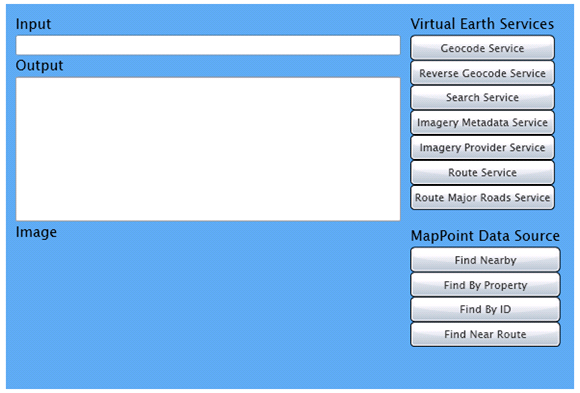 Input
Output
Image
Virtual Earth Services
Geocode Service
Reverse Geocode Service
Search Service
Imagery Metadata Service
Imagery Provider Service
Route Service
Route Major Roads Service
MapPoint Data Source
Find Nearby
Find By Property
Find By ID
Find Near Route